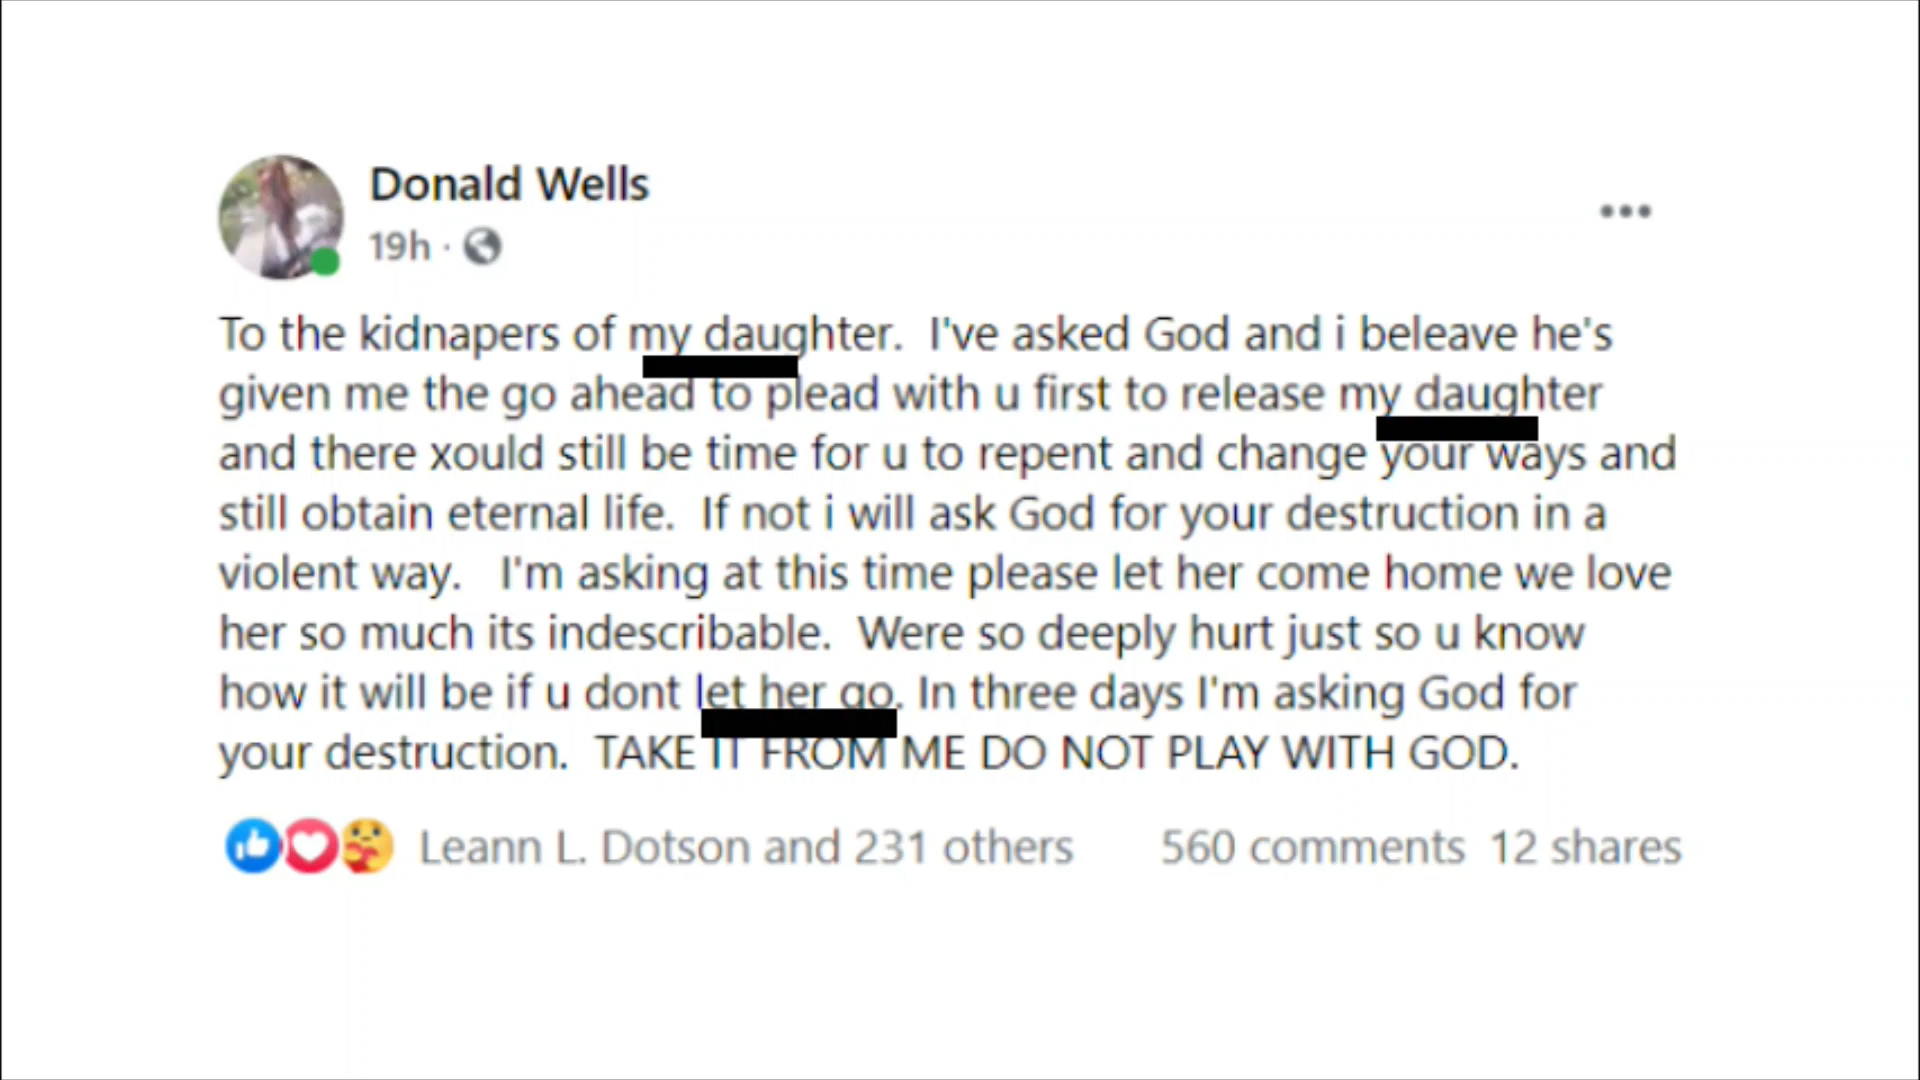 Donald Wells
19h ·
To the kidnapers of my daughter. I've asked God and i beleave he's
given me the go ahead to plead with u first to release my daughter
and there xould still be time for u to repent and change your ways and
still obtain eternal life. If not i will ask God for your destruction in a
violent way. I'm asking at this time please let her come home we love
her so much its indescribable. Were so deeply hurt just so u know
how it will be if u dont let her go. In three days I'm asking God for
your destruction. TAKE IT FROM ME DO NOT PLAY WITH GOD.
Leann L. Dotson and 231 others 560 comments 12 shares